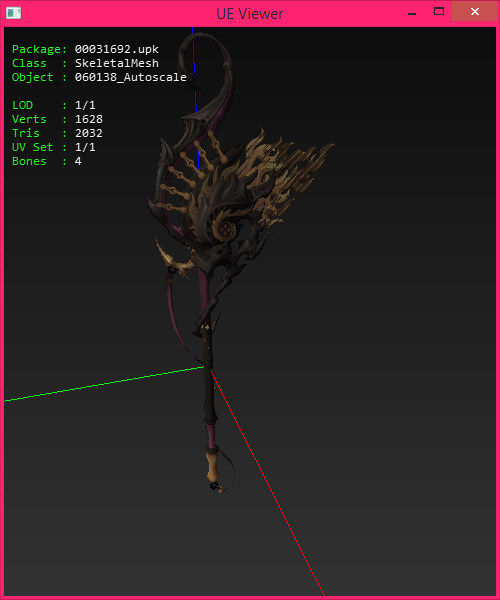 UE Viewer
Package: 00031692.upk
Class  : SkeletalMesh
Object : 060138_Autoscale
LOD    : 1/1
Verts  : 1628
Tris   : 2032
UV Set : 1/1
Bones  : 4